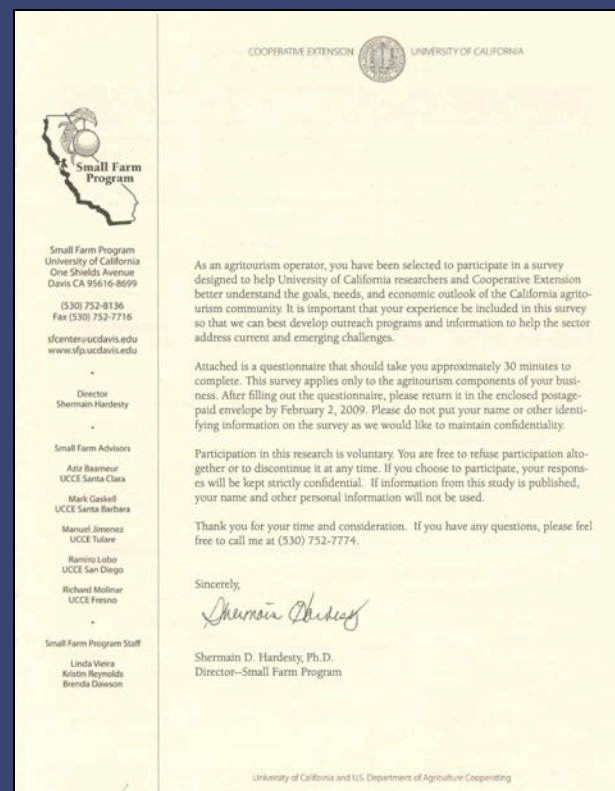 COOPERATIVE EXTENSION UNIVERSITY OF CALIFORNIA
Small Farm
Program
Small Farm Program
University of California
One Shields Avenue
Davis CA 95616-8699
(530) 752-8136
Fax (530) 752-7716
sfcenter@ucdavis.edu
www.sfp.ucdavis.edu
•
Director
Shermain Hardesty
•
Small Farm Advisors
Aziz Baameur
UCCE Santa Clara
Mark Gaskell
UCCE Santa Barbara
Manuel Jimenez
UCCE Tulare
Ramiro Lobo
UCCE San Diego
Richard Molinar
UCCE Fresno
•
Small Farm Program Staff
Linda Vieira
Kristin Reynolds
Brenda Dawson
As an agritourism operator, you have been selected to participate in a survey
designed to help University of California researchers and Cooperative Extension
better understand the goals, needs, and economic outlook of the California agrito-
urism community. It is important that your experience be included in this survey
so that we can best develop outreach programs and information to help the sector
address current and emerging challenges.
Attached is a questionnaire that should take you approximately 30 minutes to
complete. This survey applies only to the agritourism components of your busi-
ness. After filling out the questionnaire, please return it in the enclosed postage-
paid envelope by February 2, 2009. Please do not put your name or other identi-
fying information on the survey as we would like to maintain confidentiality.
Participation in this research is voluntary. You are free to refuse participation alto-
gether or to discontinue it at any time. If you choose to participate, your respons-
es will be kept strictly confidential. If information from this study is published,
your name and other personal information will not be used.
Thank you for your time and consideration. If you have any questions, please feel
free to call me at (530) 752-7774.
Sincerely,
Shermain Hardesty
Shermain D. Hardesty, Ph.D.
Director--Small Farm Program
University of California and U.S. Department of Agriculture Cooperating